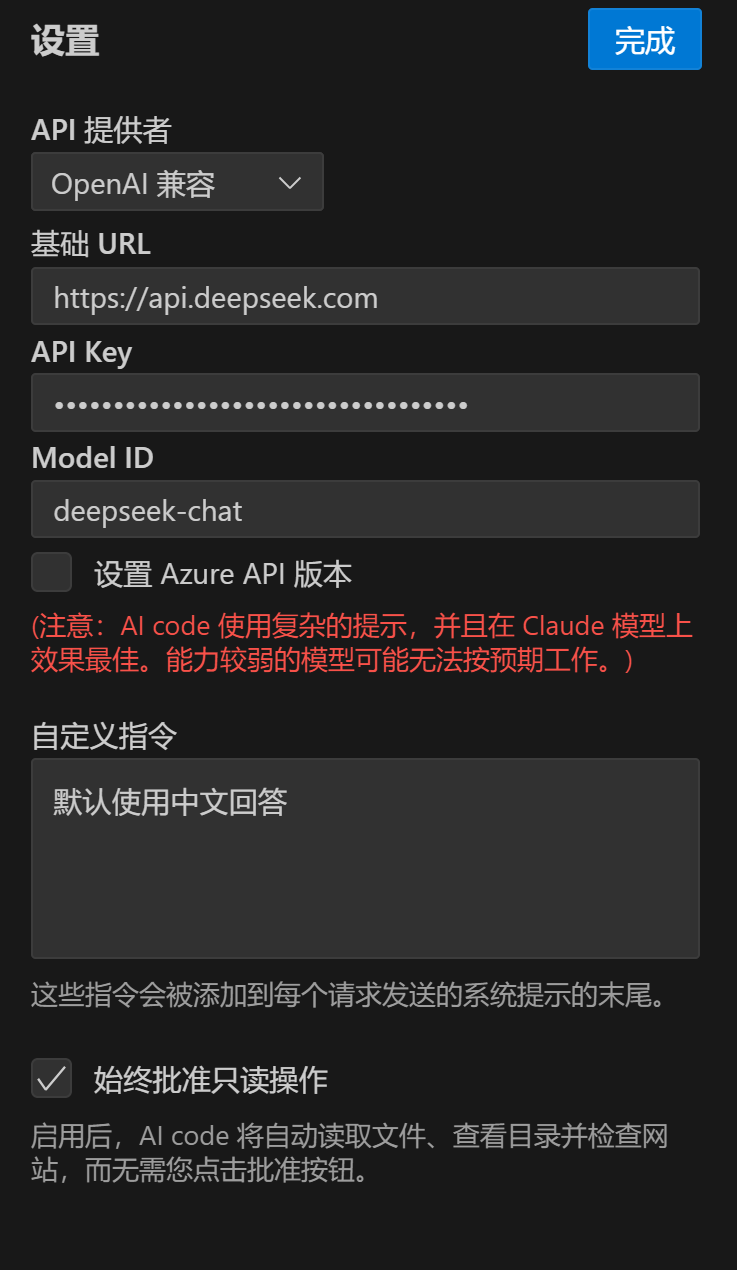 设置
完成
API 提供者
OpenAI 兼容
基础 URL
https://api.deepseek.com
API Key
•••••••••••••••••••••••••••••••••••
Model ID
deepseek-chat
设置 Azure API 版本
(注意：AI code 使用复杂的提示，并且在 Claude 模型上
效果最佳。能力较弱的模型可能无法按预期工作。)
自定义指令
默认使用中文回答
这些指令会被添加到每个请求发送的系统提示的末尾。
始终批准只读操作
启用后，AI code 将自动读取文件、查看目录并检查网
站，而无需您点击批准按钮。